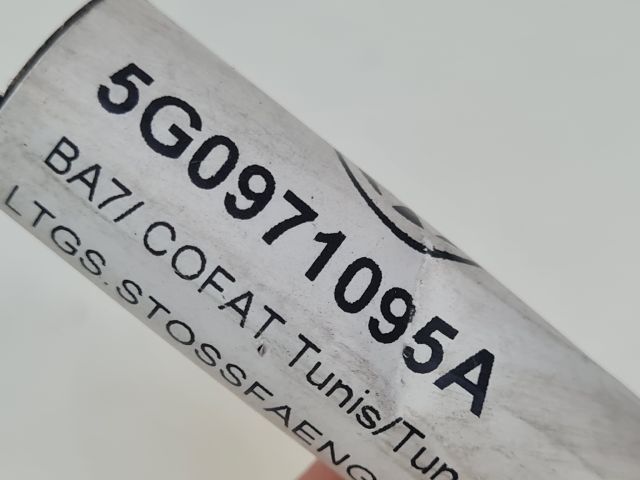 5G0971095A
BA7/ COFAT Tunis/Tun
LTGS.STOSSFAENG